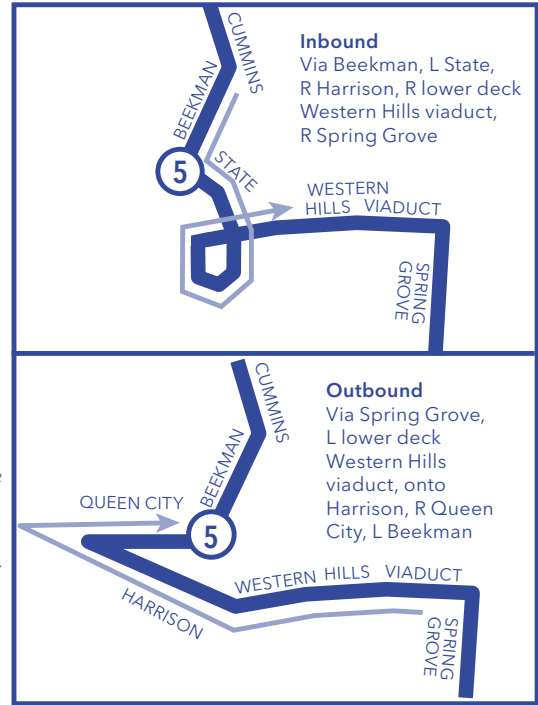 CUMMINS
BEEKMAN
Inbound
Via Beekman, L State,
R Harrison, R lower deck
Western Hills viaduct,
R Spring Grove
5
STATE
WESTERN
HILLS VIADUCT
SPRING
GROVE
CUMMINS
BEEKMAN
Outbound
Via Spring Grove,
L lower deck
Western Hills
viaduct, onto
Harrison, R Queen
City, L Beekman
QUEEN CITY
5
WESTERN HILLS VIADUCT
HARRISON
SPRING
GROVE